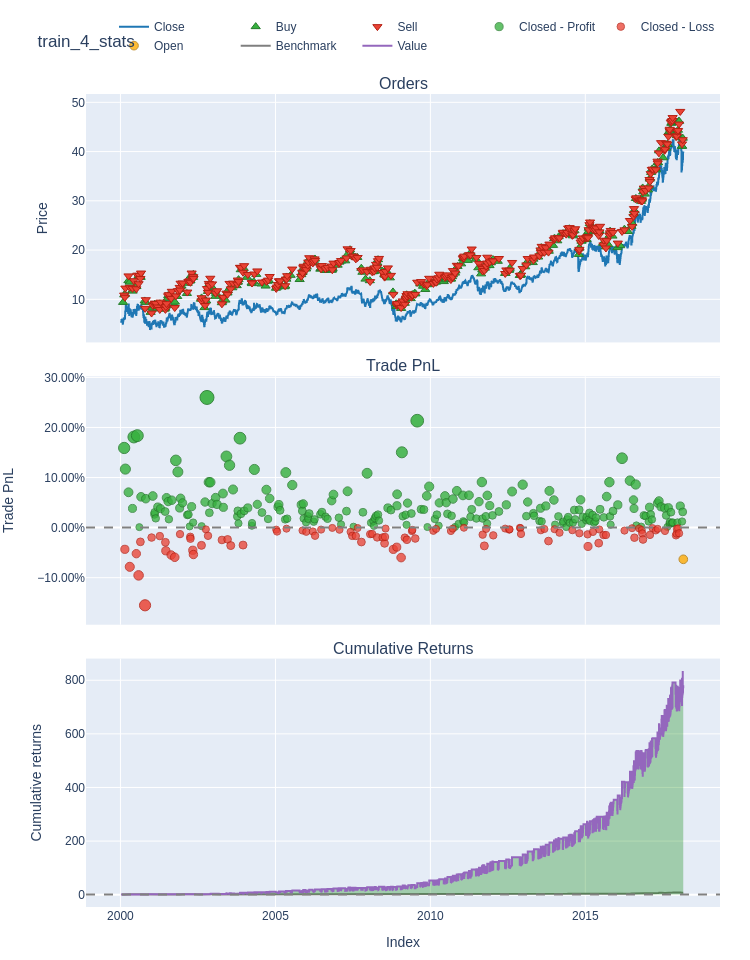 train_4_stats
Close
Buy
Sell
Closed - Profit
Closed - Loss
Open
Benchmark
Value
Orders
50
40
30
20
10
Price
Trade PnL
30.00%
20.00%
10.00%
0.00%
−10.00%
Trade PnL
Cumulative Returns
800
600
400
200
0
Cumulative returns
2000 2005 2010 2015
Index